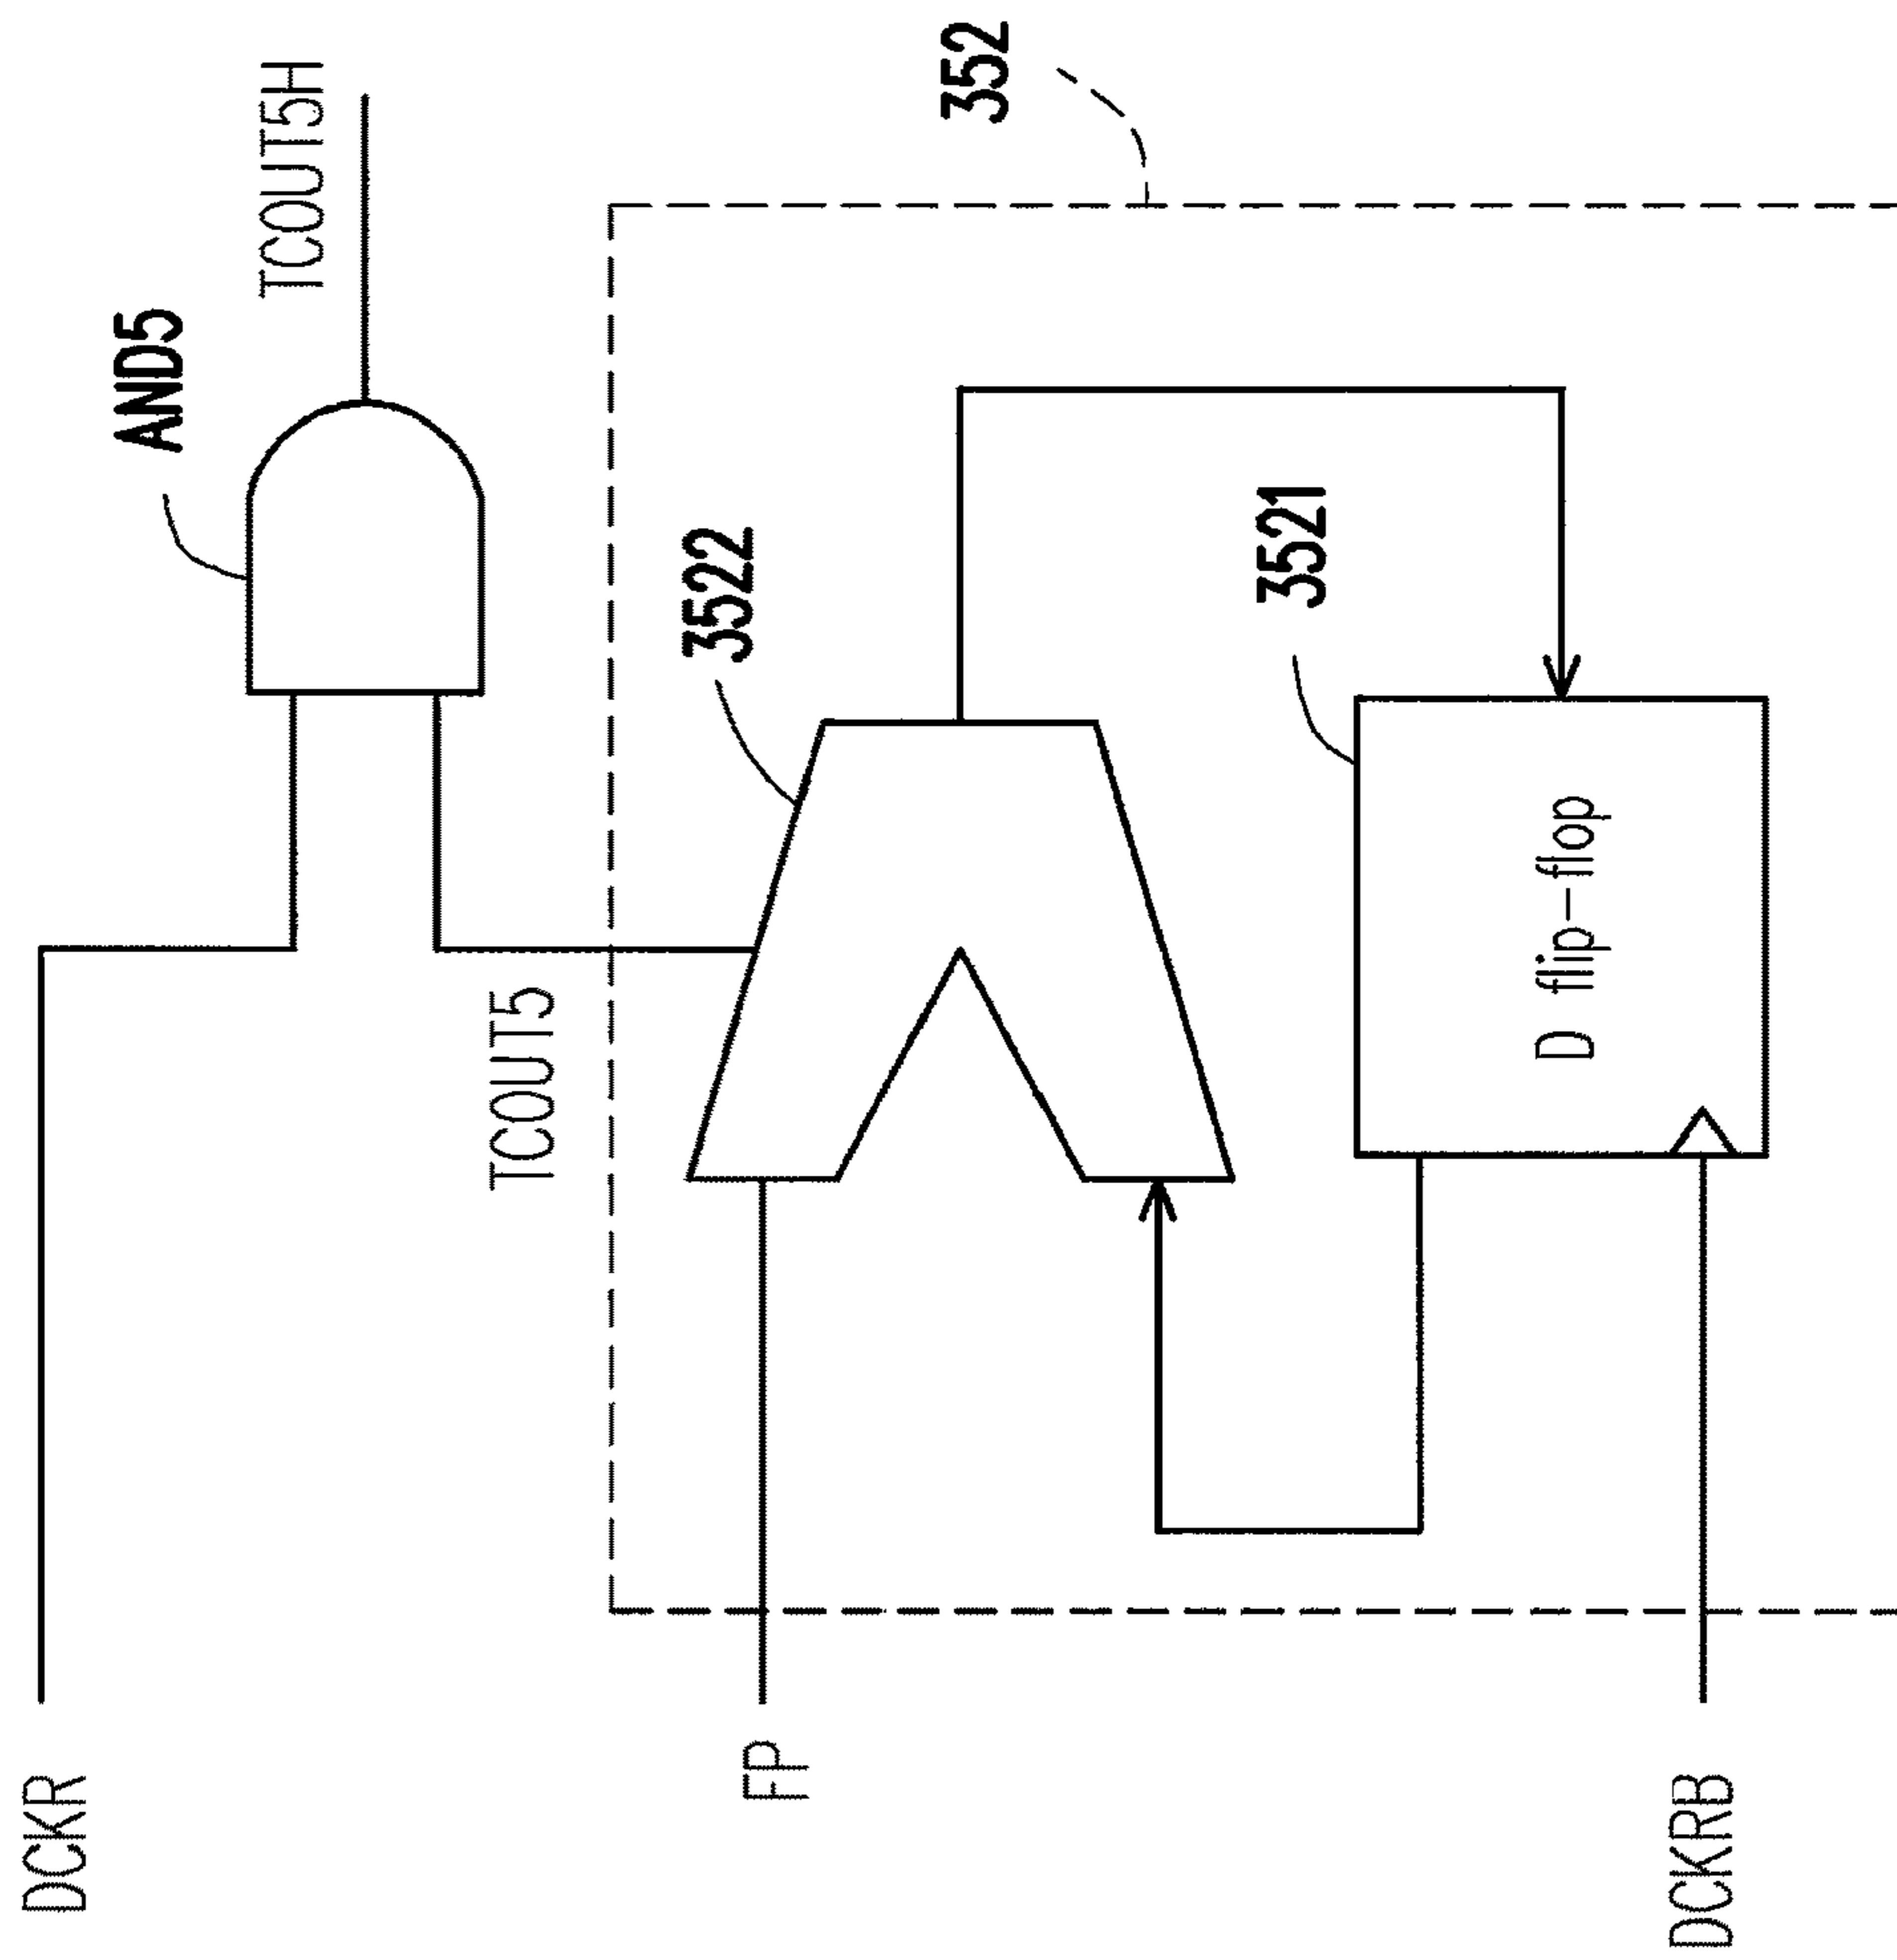 DCKR
AND5
TCOUT5H
TCOUT5
352
3522
FP
3521
D flip-flop
DCKRB